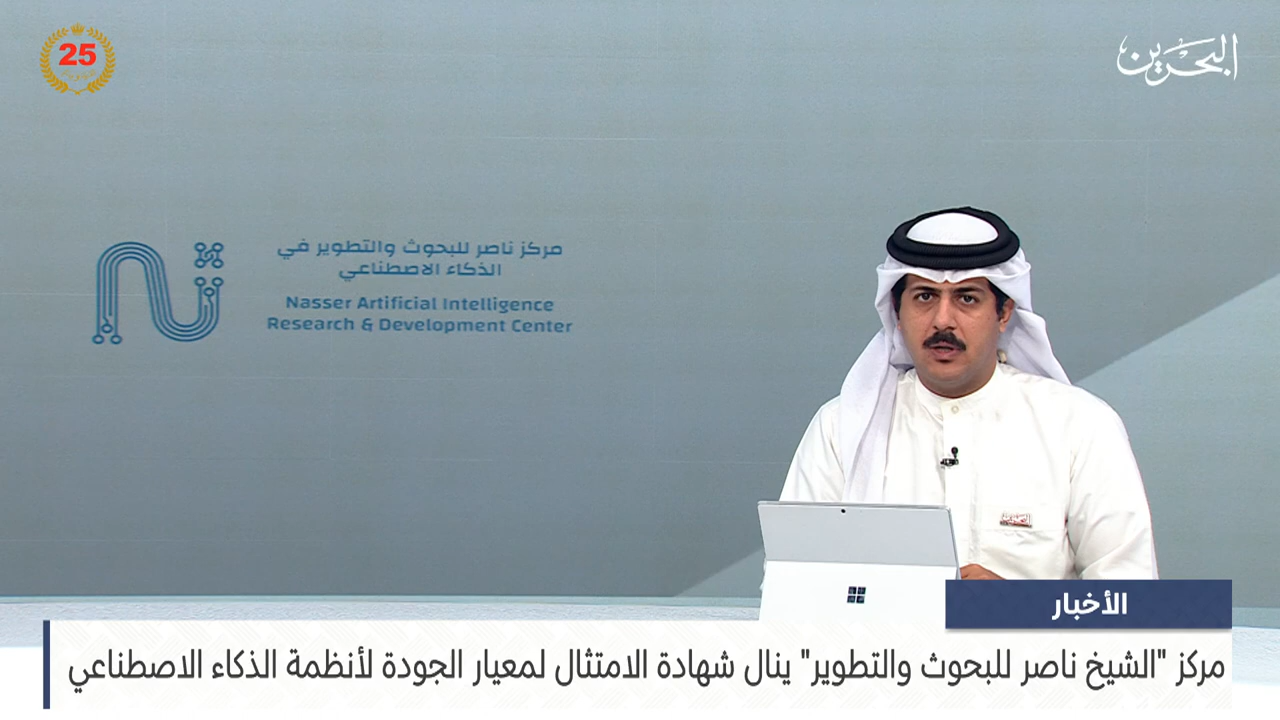 25
البحرين
مركز ناصر للبحوث والتطوير في
الذكاء الاصطناعي
Nasser Artificial Intelligence
Research & Development Center
الأخبار
مركز "الشيخ ناصر للبحوث والتطوير" ينال شهادة الامتثال لمعيار الجودة لأنظمة الذكاء الاصطناعي